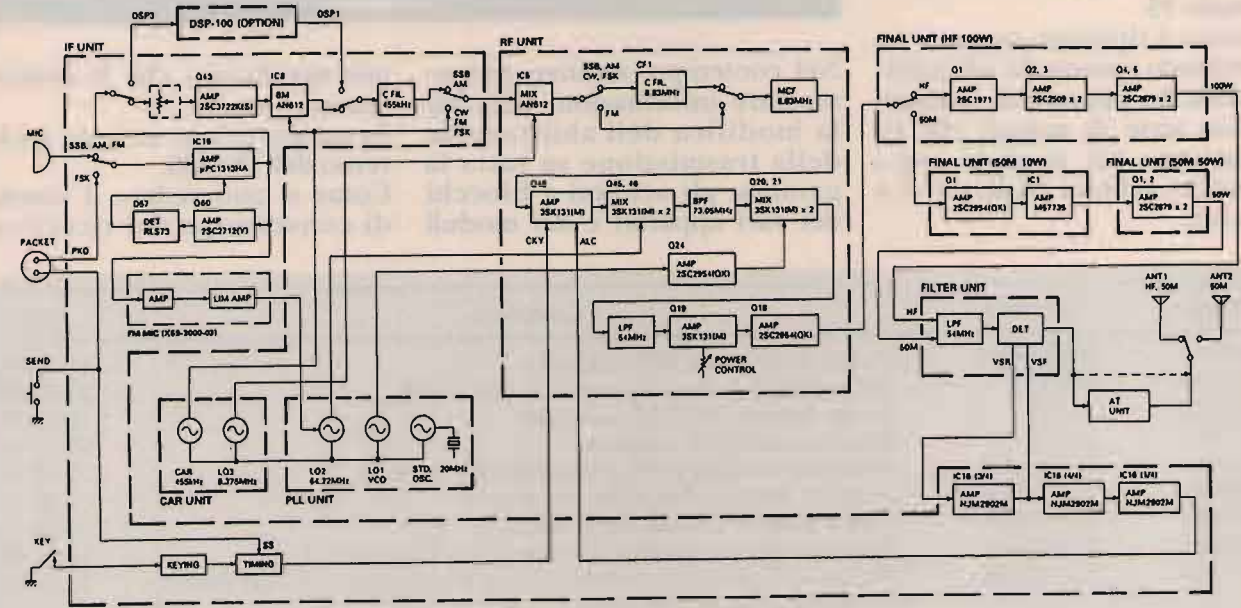 DSP3
DSP-100 (OPTION)
DSP1
IF UNIT
Q43
AMP
2SC3722K(S)
IC8
BM
AN612
C FIL
455kHz
SSB
AM
CW
FM
FSK
MIC
SSB, AM, FM
FSK
IC16
AMP
µPC1313HA
D57
DET
RLS73
Q60
AMP
2SC2712(Y)
PACKET
PKD
AMP
LIM AMP
FM MIC (X59-3000-03)
SEND
CAR
455kHz
LO3
8.375MHz
CAR UNIT
LO2
64.22MHz
LO1
VCO
STD.
OSC.
20MHz
PLL UNIT
KEY
KEYING
SS
TIMING
RF UNIT
IC5
MIX
AN612
SSB, AM,
CW, FSK
FM
CF1
C FIL
8.83MHz
MCF
8.83MHz
Q48
AMP
3SK131(M)
Q45, 46
MIX
3SK131(M) x 2
BPF
73.05MHz
Q20, 21
MIX
3SK131(M) x 2
CKY
ALC
Q24
AMP
2SC2954(QK)
LPF
54MHz
Q19
AMP
3SK131(M)
Q18
AMP
2SC2954(QK)
POWER
CONTROL
FINAL UNIT (HF 100W)
HF
50M
Q1
AMP
2SC1971
Q2, 3
AMP
2SC2509 x 2
Q4, 5
AMP
2SC2879 x 2
100W
FINAL UNIT (50M 10W)
Q1
AMP
2SC2954(QK)
IC1
AMP
M57735
FINAL UNIT (50M 50W)
Q1, 2
AMP
2SC2879 x 2
50W
FILTER UNIT
HF
50M
LPF
54MHz
DET
VSR
VSF
ANT1
HF, 50M
ANT2
50M
AT
UNIT
IC16 (3/4)
AMP
NJM2902M
IC16 (4/4)
AMP
NJM2902M
IC16 (1/4)
AMP
NJM2902M